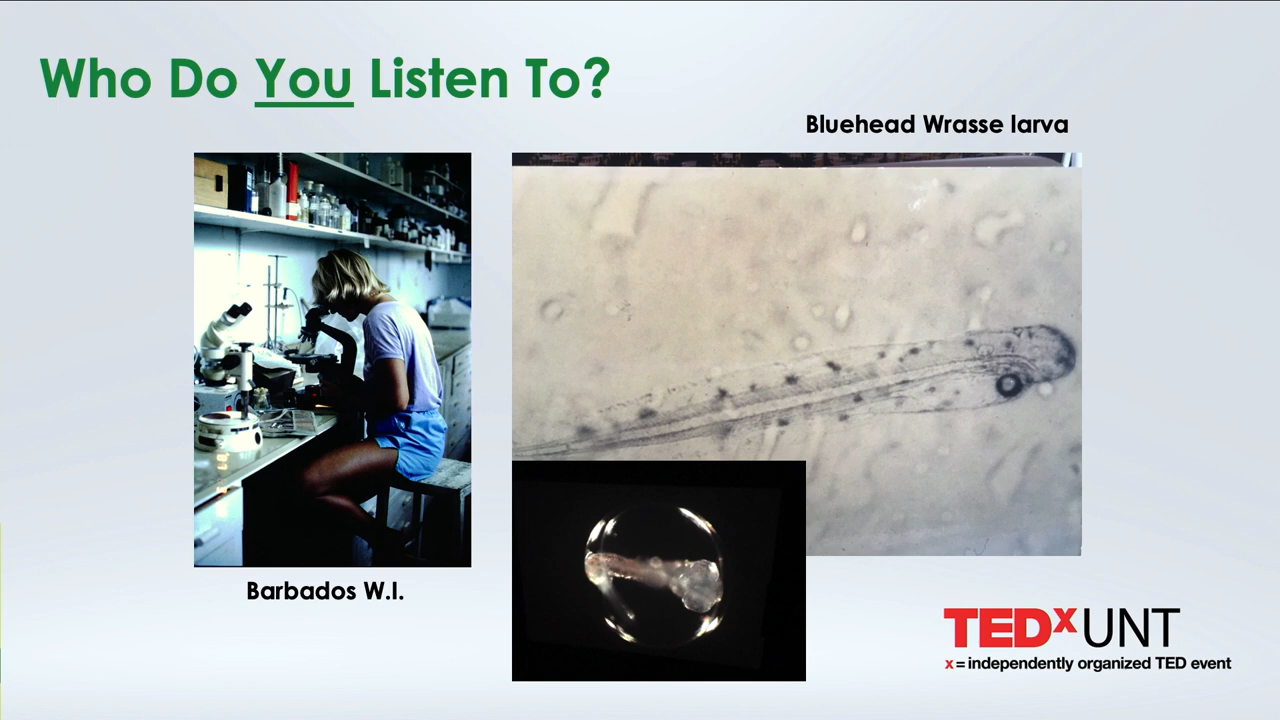 Who Do You Listen To?
Bluehead Wrasse larva
Barbados W.I.
TEDxUNT
x = independently organized TED event